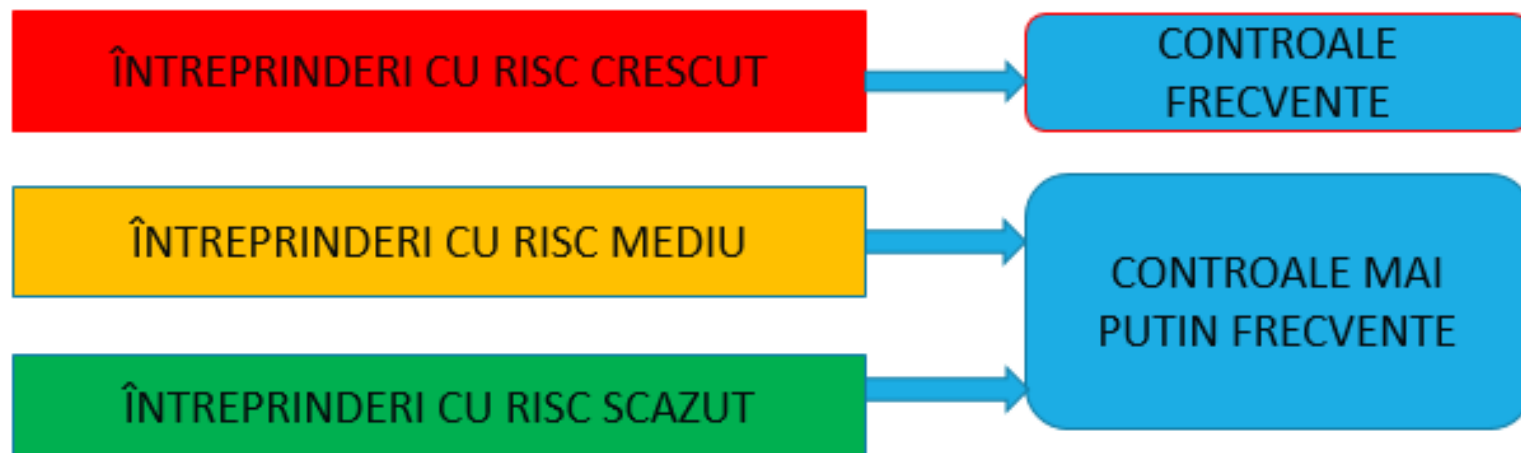 ÎNTREPRINDERI CU RISC CRESCUT
CONTROALE
FRECVENTE
ÎNTREPRINDERI CU RISC MEDIU
CONTROALE MAI
PUTIN FRECVENTE
ÎNTREPRINDERI CU RISC SCAZUT